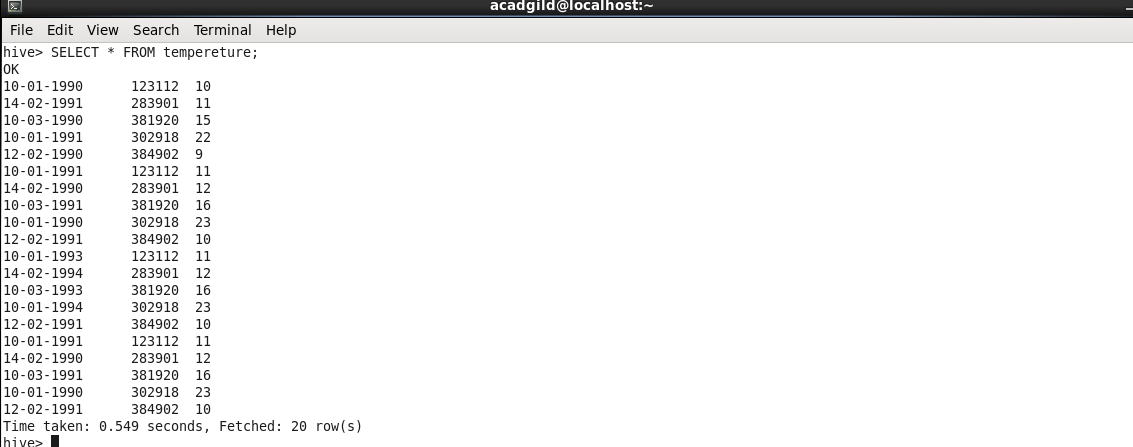 acadgild@localhost:~
File Edit View Search Terminal Help
hive> SELECT * FROM tempereture;
OK
10-01-1990 123112 10
14-02-1991 283901 11
10-03-1990 381920 15
10-01-1991 302918 22
12-02-1990 384902 9
10-01-1991 123112 11
14-02-1990 283901 12
10-03-1991 381920 16
10-01-1990 302918 23
12-02-1991 384902 10
10-01-1993 123112 11
14-02-1994 283901 12
10-03-1993 381920 16
10-01-1994 302918 23
12-02-1991 384902 10
10-01-1991 123112 11
14-02-1990 283901 12
10-03-1991 381920 16
10-01-1990 302918 23
12-02-1991 384902 10
Time taken: 0.549 seconds, Fetched: 20 row(s)
hive>